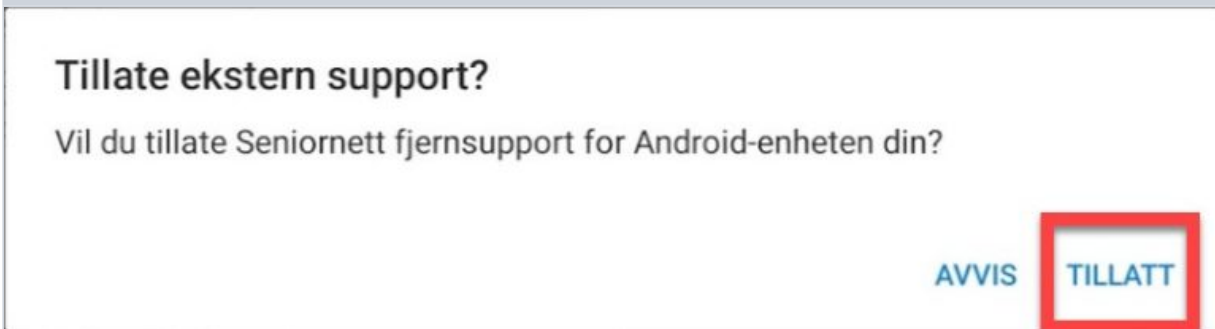 Tillate ekstern support?
Vil du tillate Seniornett fjernsupport for Android-enheten din?
AVVIS TILLATT